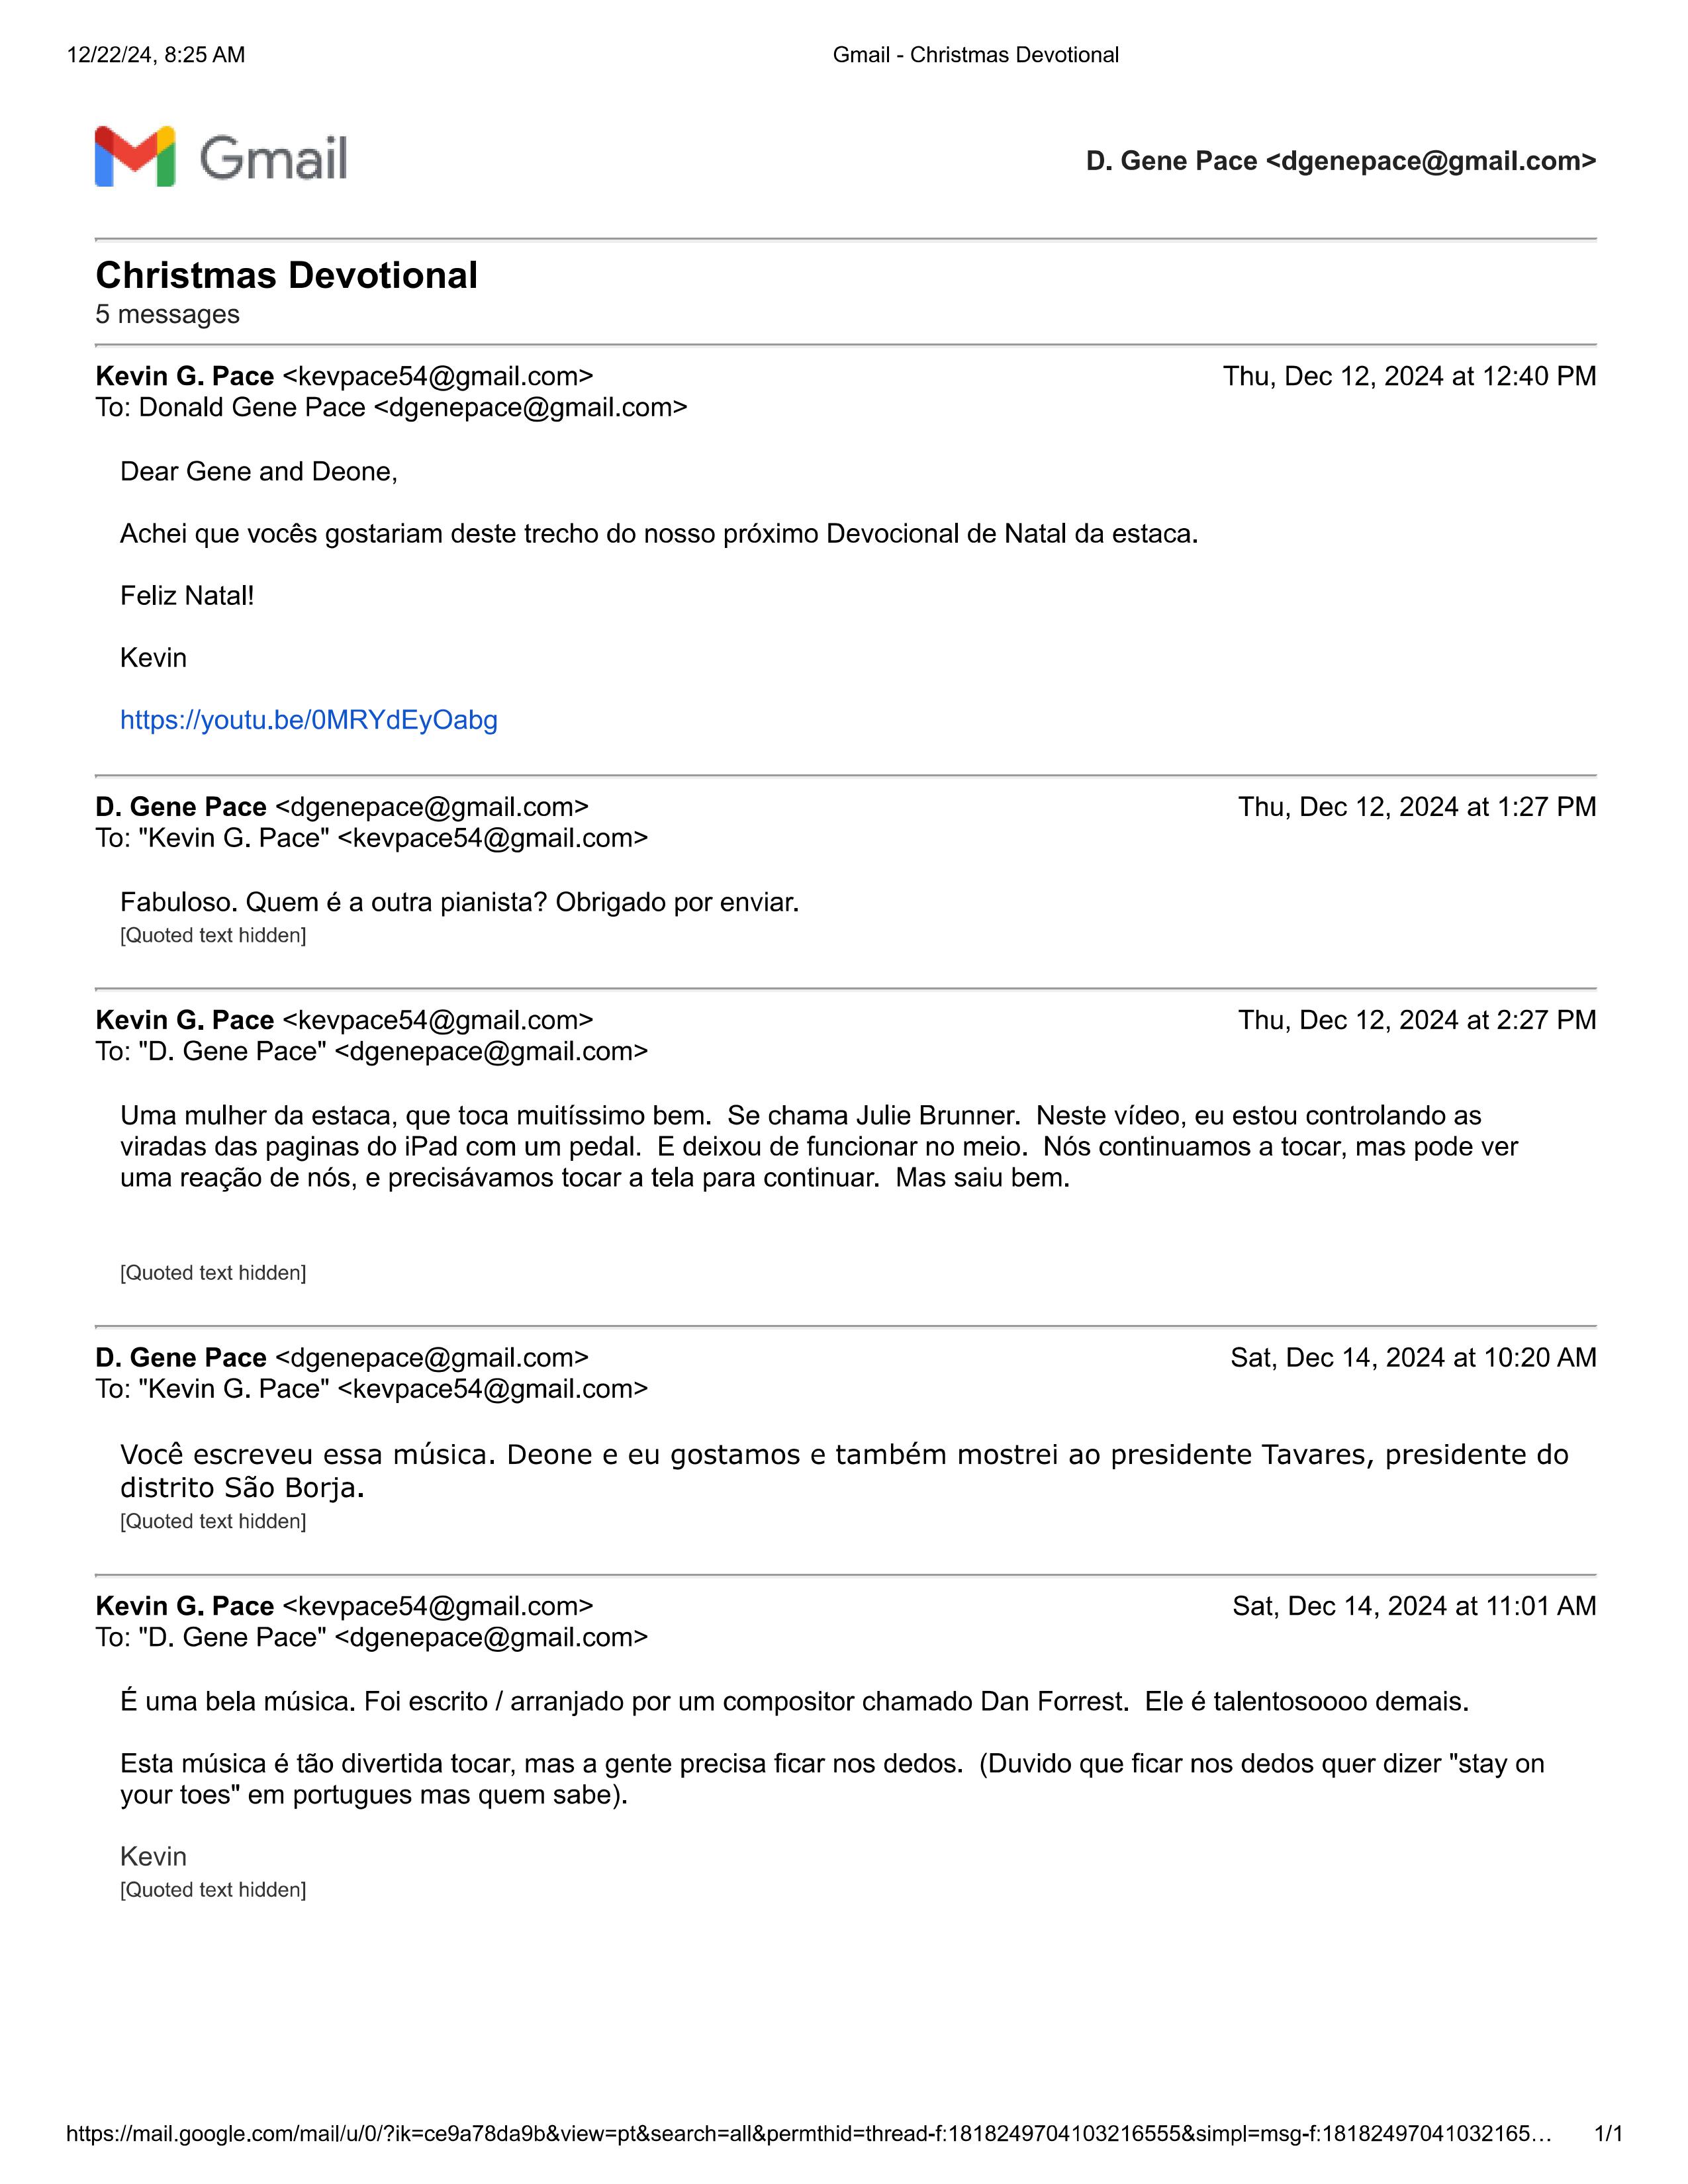 12/22/24, 8:25 AM
Gmail - Christmas Devotional
Gmail
D. Gene Pace <dgenepace@gmail.com>
Christmas Devotional
5 messages
Kevin G. Pace <kevpace54@gmail.com>
Thu, Dec 12, 2024 at 12:40 PM
To: Donald Gene Pace <dgenepace@gmail.com>
Dear Gene and Deone,
Achei que vocês gostariam deste trecho do nosso próximo Devocional de Natal da estaca.
Feliz Natal!
Kevin
https://youtu.be/0MRYdEyOabg
D. Gene Pace <dgenepace@gmail.com>
Thu, Dec 12, 2024 at 1:27 PM
To: "Kevin G. Pace" <kevpace54@gmail.com>
Fabuloso. Quem é a outra pianista? Obrigado por enviar.
[Quoted text hidden]
Kevin G. Pace <kevpace54@gmail.com>
Thu, Dec 12, 2024 at 2:27 PM
To: "D. Gene Pace" <dgenepace@gmail.com>
Uma mulher da estaca, que toca muitíssimo bem.  Se chama Julie Brunner.  Neste vídeo, eu estou controlando as
viradas das paginas do iPad com um pedal.  E deixou de funcionar no meio.  Nós continuamos a tocar, mas pode ver
uma reação de nós, e precisávamos tocar a tela para continuar.  Mas saiu bem.
[Quoted text hidden]
D. Gene Pace <dgenepace@gmail.com>
Sat, Dec 14, 2024 at 10:20 AM
To: "Kevin G. Pace" <kevpace54@gmail.com>
Você escreveu essa música. Deone e eu gostamos e também mostrei ao presidente Tavares, presidente do
distrito São Borja.
[Quoted text hidden]
Kevin G. Pace <kevpace54@gmail.com>
Sat, Dec 14, 2024 at 11:01 AM
To: "D. Gene Pace" <dgenepace@gmail.com>
É uma bela música. Foi escrito / arranjado por um compositor chamado Dan Forrest.  Ele é talentosoooo demais.
Esta música é tão divertida tocar, mas a gente precisa ficar nos dedos.  (Duvido que ficar nos dedos quer dizer "stay on
your toes" em portugues mas quem sabe).
Kevin
[Quoted text hidden]
https://mail.google.com/mail/u/0/?ik=ce9a78da9b&view=pt&search=all&permthid=thread-f:1818249704103216555&simpl=msg-f:18182497041032165…
1/1